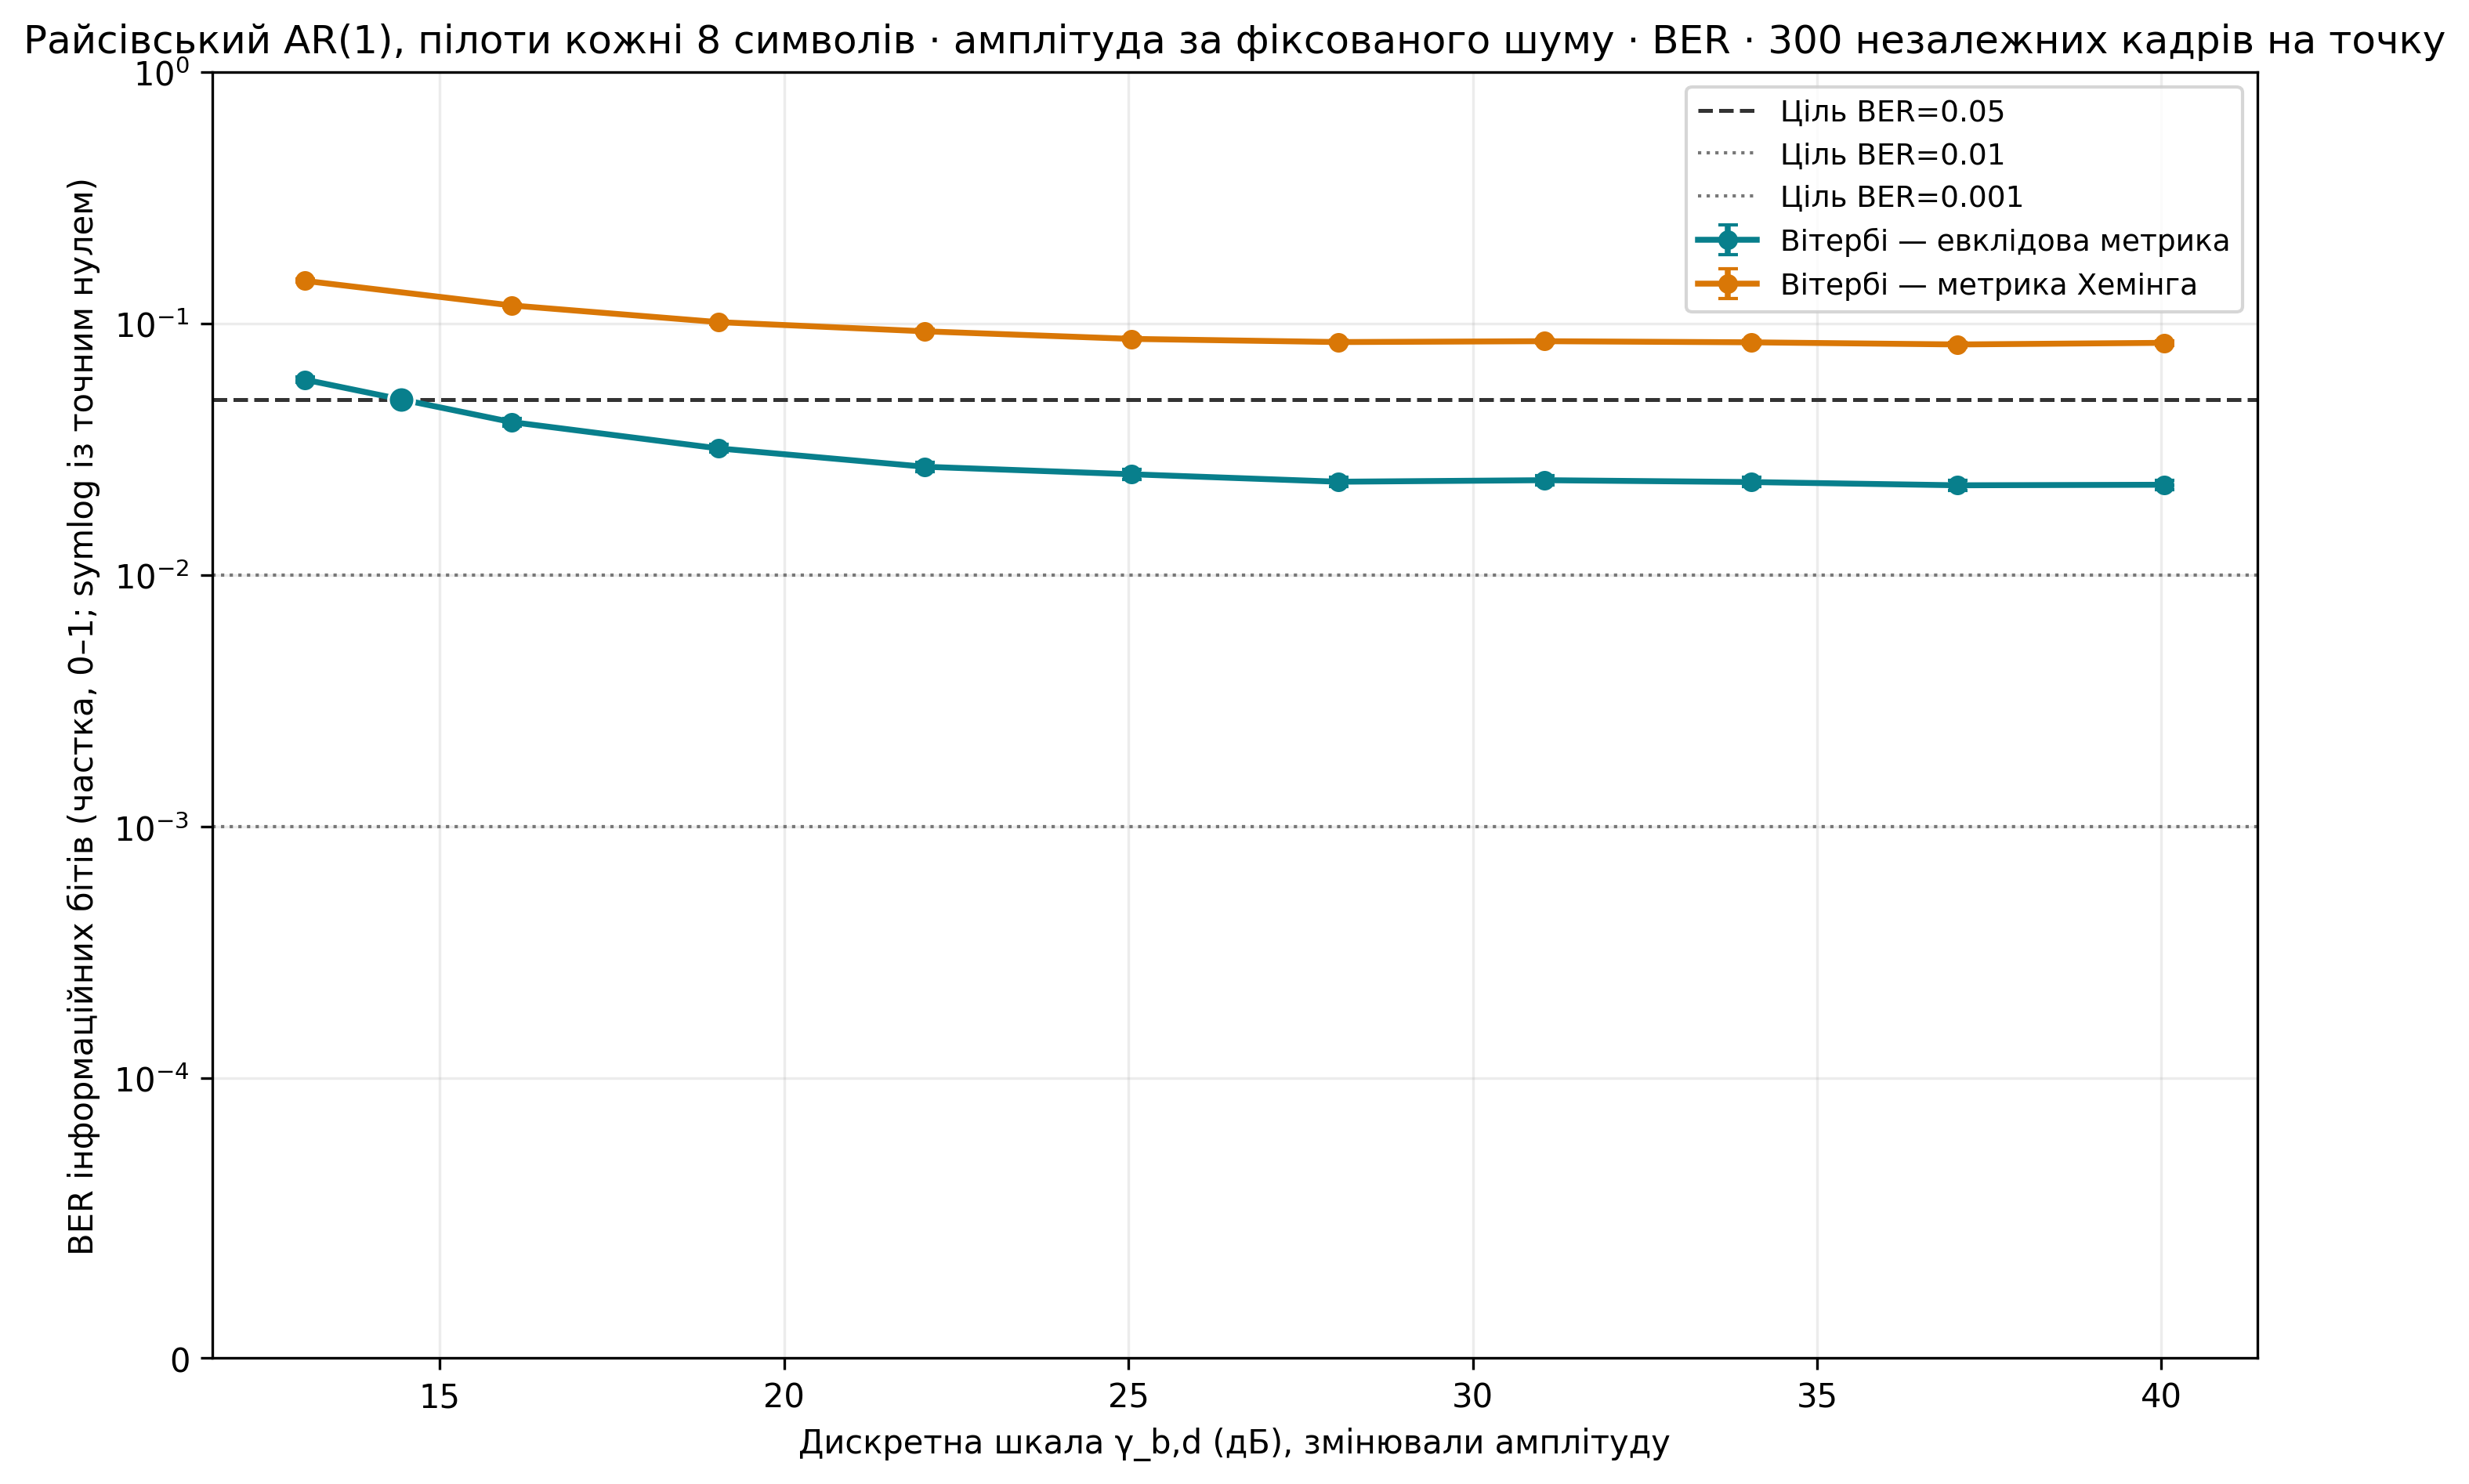 Райсівський AR(1), пілоти кожні 8 символів · амплітуда за фіксованого шуму · BER · 300 незалежних кадрів на точку
BER інформаційних бітів (частка, 0–1; symlog із точним нулем)
10⁰
10⁻¹
10⁻²
10⁻³
10⁻⁴
0
Ціль BER=0.05
Ціль BER=0.01
Ціль BER=0.001
Вітербі — евклідова метрика
Вітербі — метрика Хемінга
15 20 25 30 35 40
Дискретна шкала γ_b,d (дБ), змінювали амплітуду